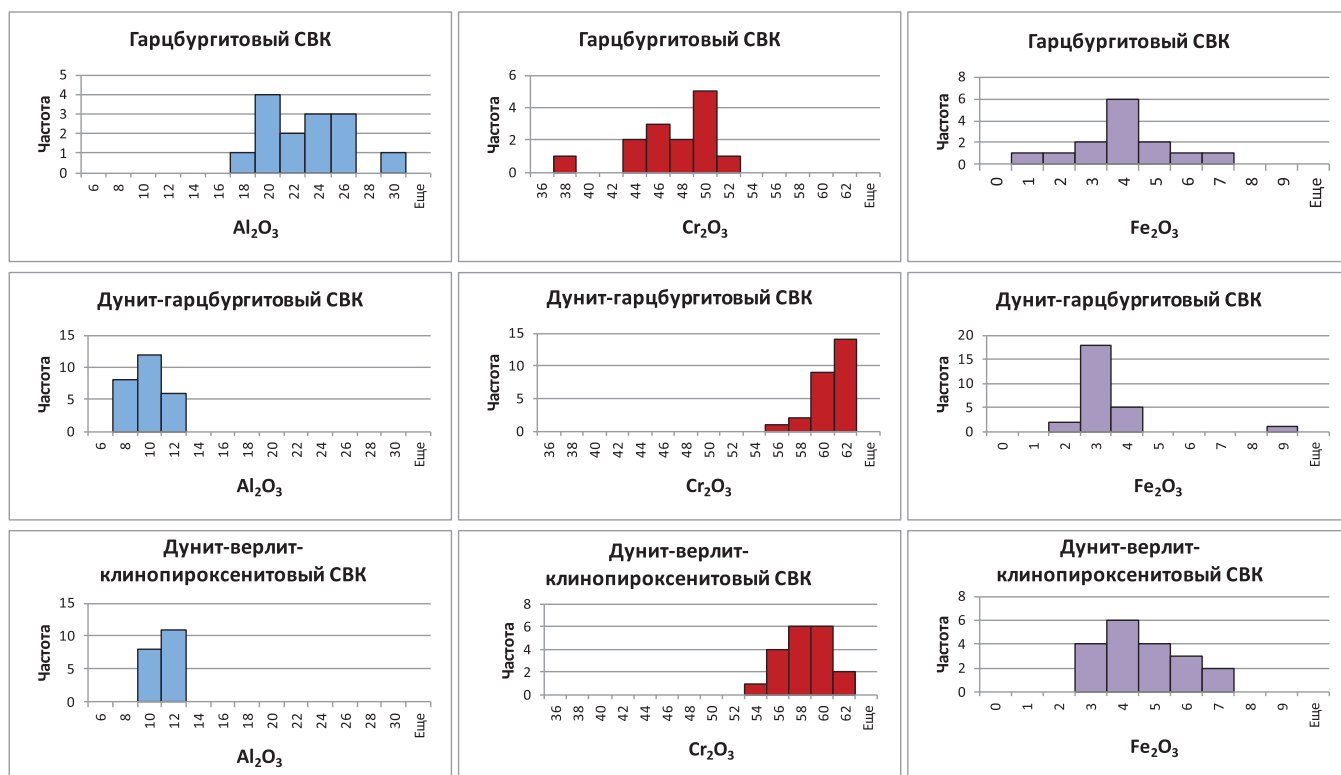 Гарцбургитовый СВК
Частота
5
4
3
2
1
0
6 8 10 12 14 16 18 20 22 24 26 28 30 Еще
Al₂O₃
Гарцбургитовый СВК
Частота
6
4
2
0
36 38 40 42 44 46 48 50 52 54 56 58 60 62 Еще
Cr₂O₃
Гарцбургитовый СВК
Частота
8
6
4
2
0
0 1 2 3 4 5 6 7 8 9 Еще
Fe₂O₃
Дунит-гарцбургитовый СВК
Частота
15
10
5
0
6 8 10 12 14 16 18 20 22 24 26 28 30 Еще
Al₂O₃
Дунит-гарцбургитовый СВК
Частота
15
10
5
0
36 38 40 42 44 46 48 50 52 54 56 58 60 62 Еще
Cr₂O₃
Дунит-гарцбургитовый СВК
Частота
20
15
10
5
0
0 1 2 3 4 5 6 7 8 9 Еще
Fe₂O₃
Дунит-верлит-
клинопироксенитовый СВК
Частота
15
10
5
0
6 8 10 12 14 16 18 20 22 24 26 28 30 Еще
Al₂O₃
Дунит-верлит-
клинопироксенитовый СВК
Частота
8
6
4
2
0
36 38 40 42 44 46 48 50 52 54 56 58 60 62 Еще
Cr₂O₃
Дунит-верлит-
клинопироксенитовый СВК
Частота
8
6
4
2
0
0 1 2 3 4 5 6 7 8 9 Еще
Fe₂O₃